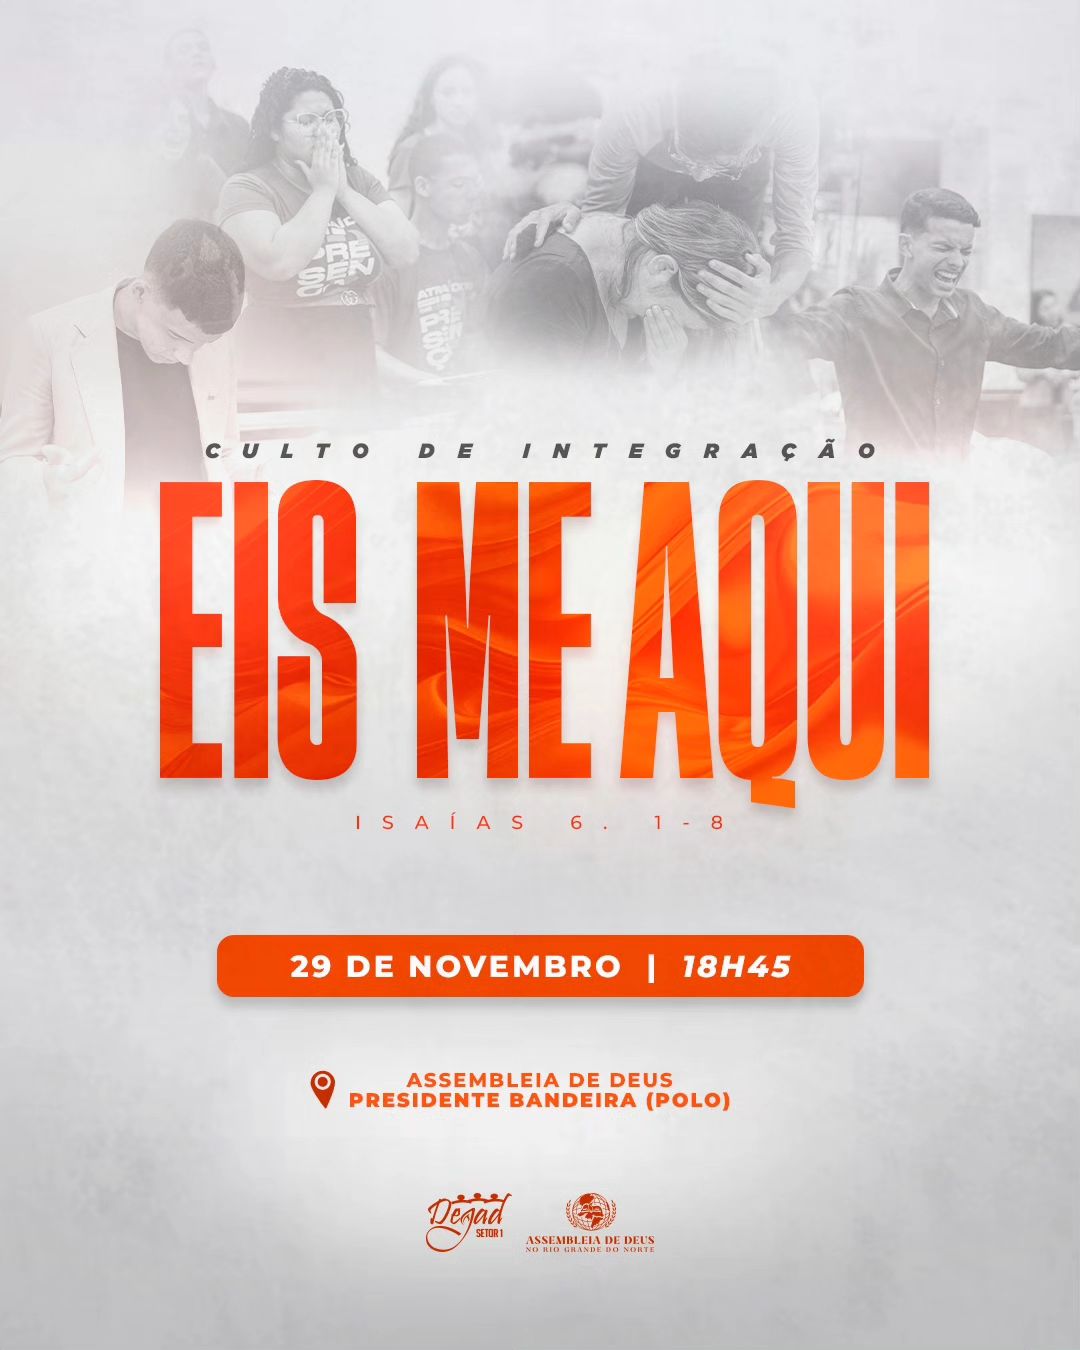 CULTO DE INTEGRAÇÃO
EIS ME AQUI
ISAÍAS 6. 1-8
29 DE NOVEMBRO | 18H45
ASSEMBLEIA DE DEUS
PRESIDENTE BANDEIRA (POLO)
Degad
SETOR 1
ASSEMBLEIA DE DEUS
NO RIO GRANDE DO NORTE